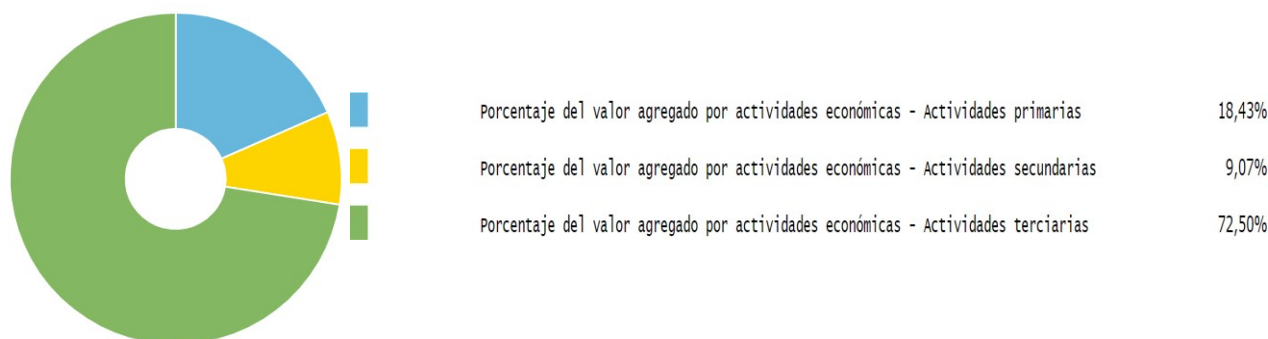 Porcentaje del valor agregado por actividades económicas - Actividades primarias 18,43%
Porcentaje del valor agregado por actividades económicas - Actividades secundarias 9,07%
Porcentaje del valor agregado por actividades económicas - Actividades terciarias 72,50%